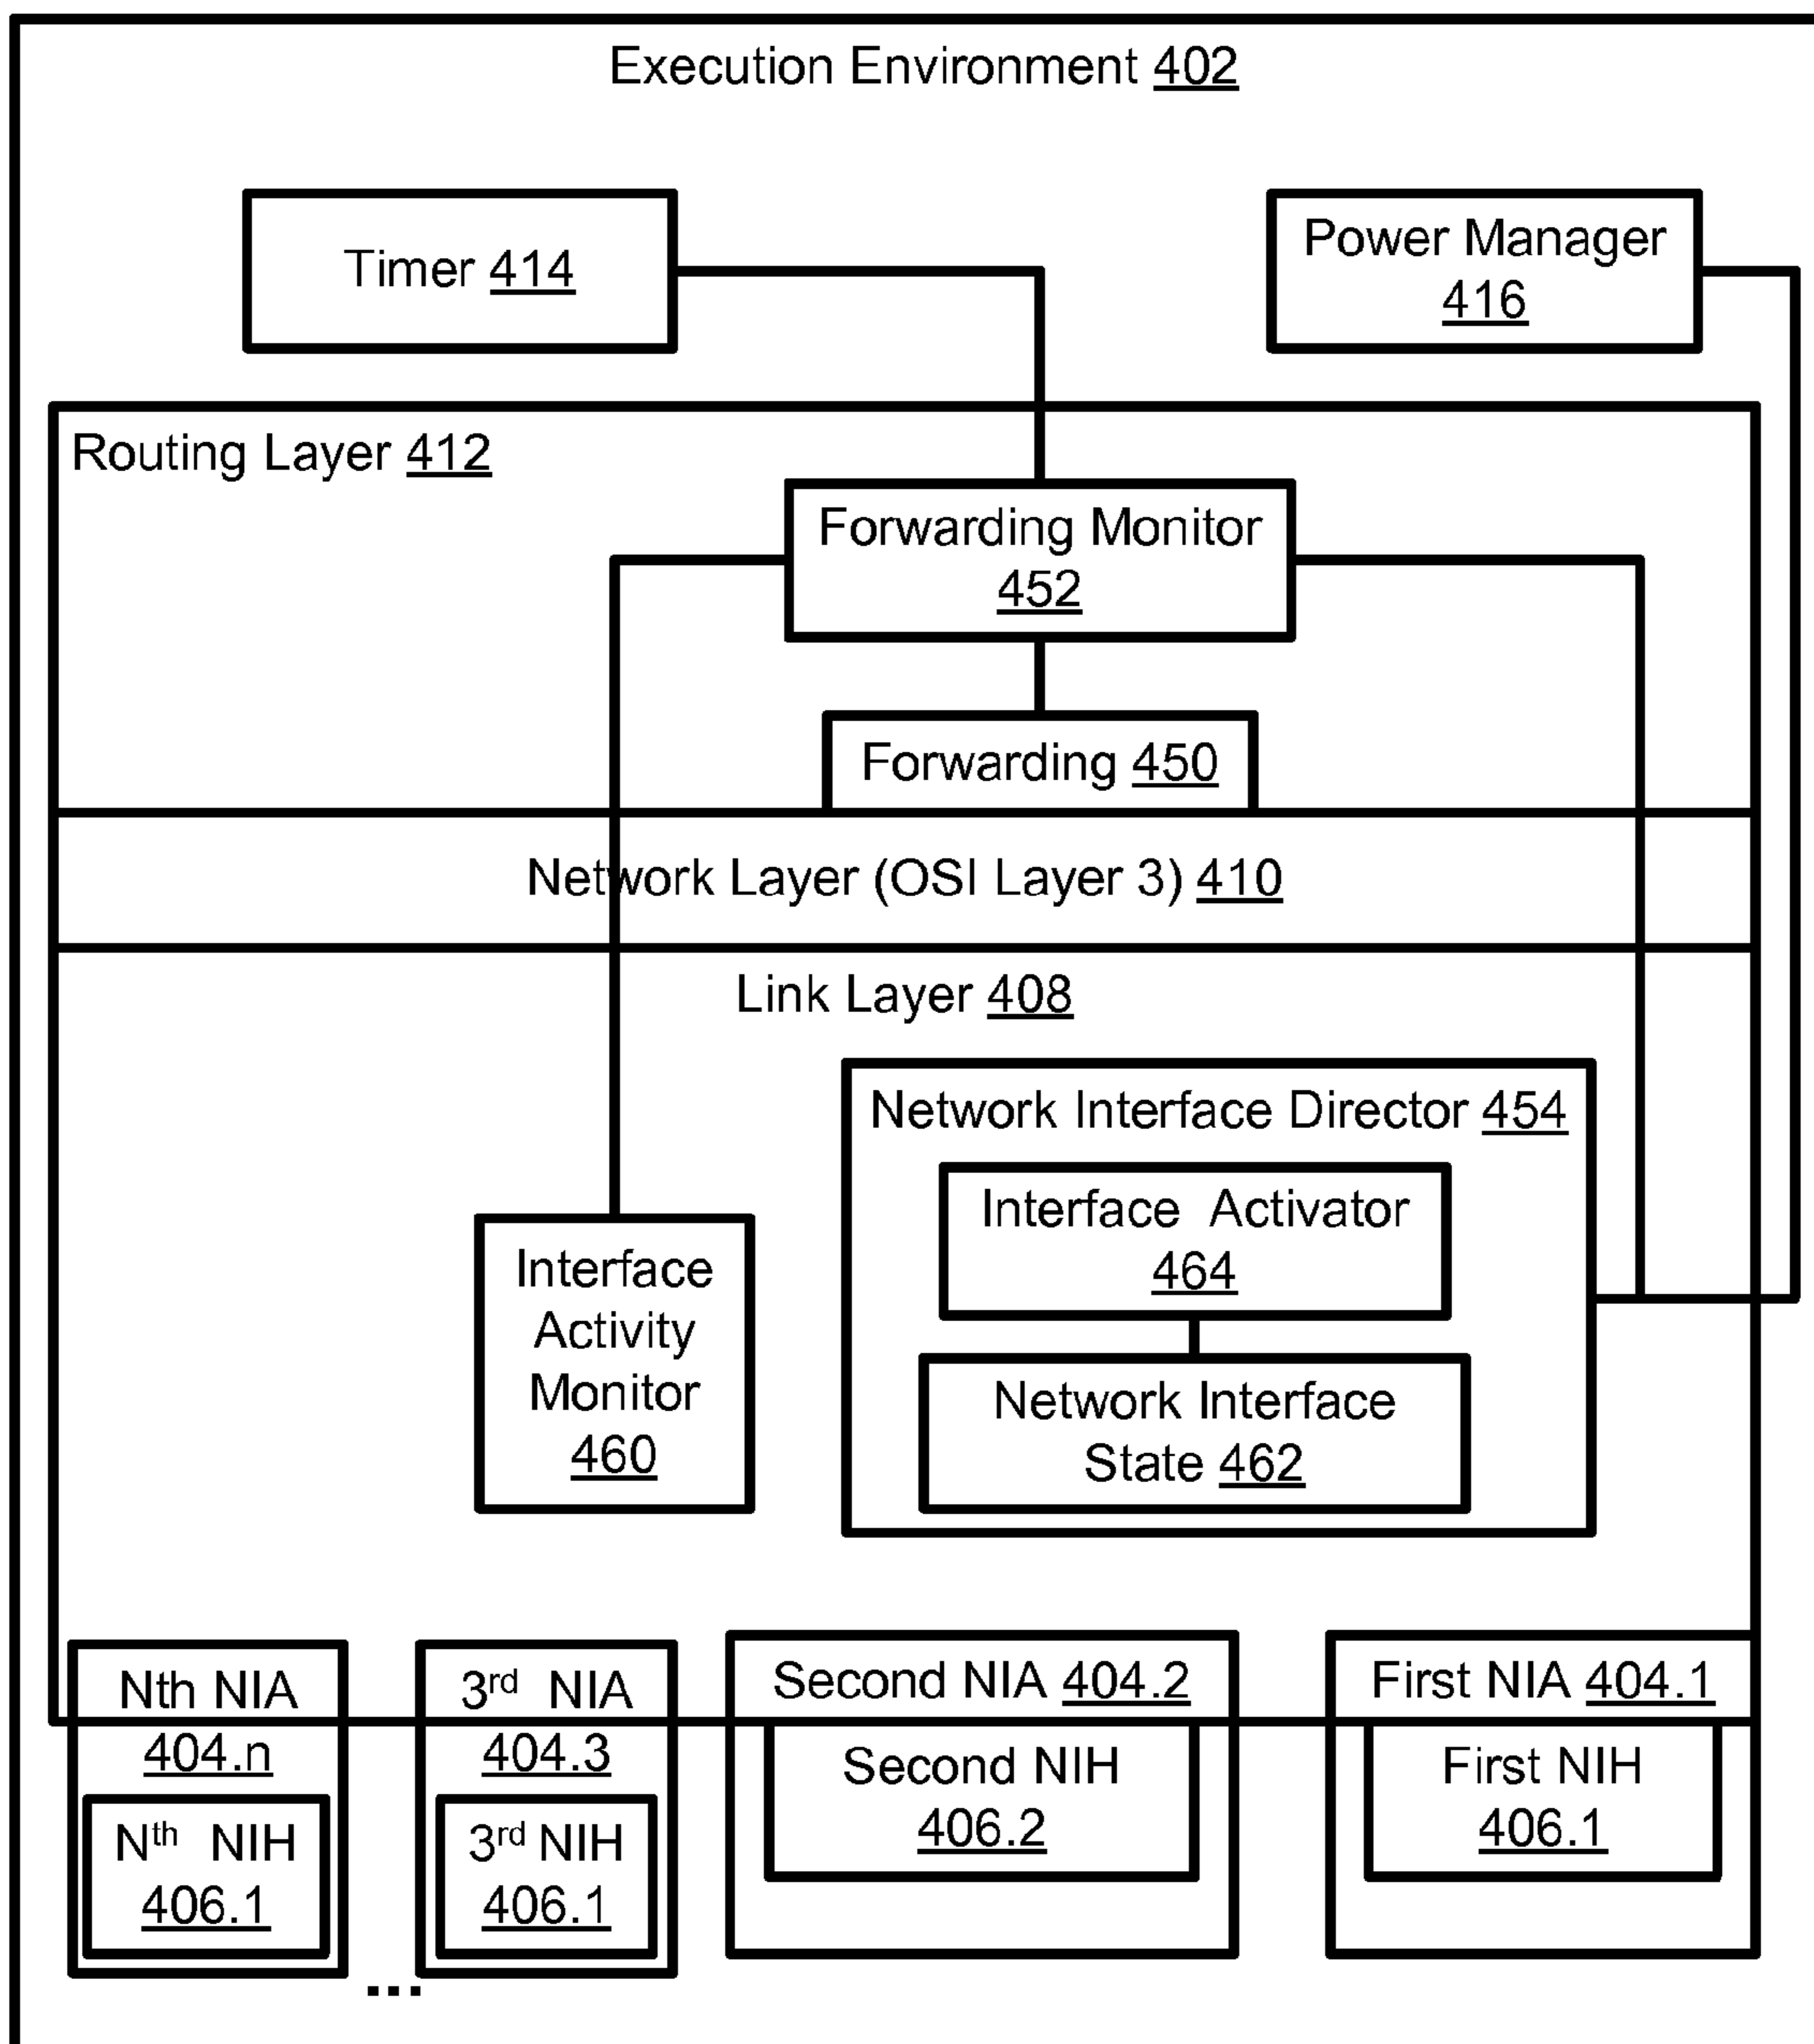 Execution Environment 402
Timer 414
Power Manager
416
Routing Layer 412
Forwarding Monitor
452
Forwarding 450
Network Layer (OSI Layer 3) 410
Link Layer 408
Network Interface Director 454
Interface Activator
464
Network Interface
State 462
Interface
Activity
Monitor
460
Nth NIA
404.n
Nth NIH
406.1
...
3rd NIA
404.3
3rd NIH
406.1
Second NIA 404.2
Second NIH
406.2
First NIA 404.1
First NIH
406.1